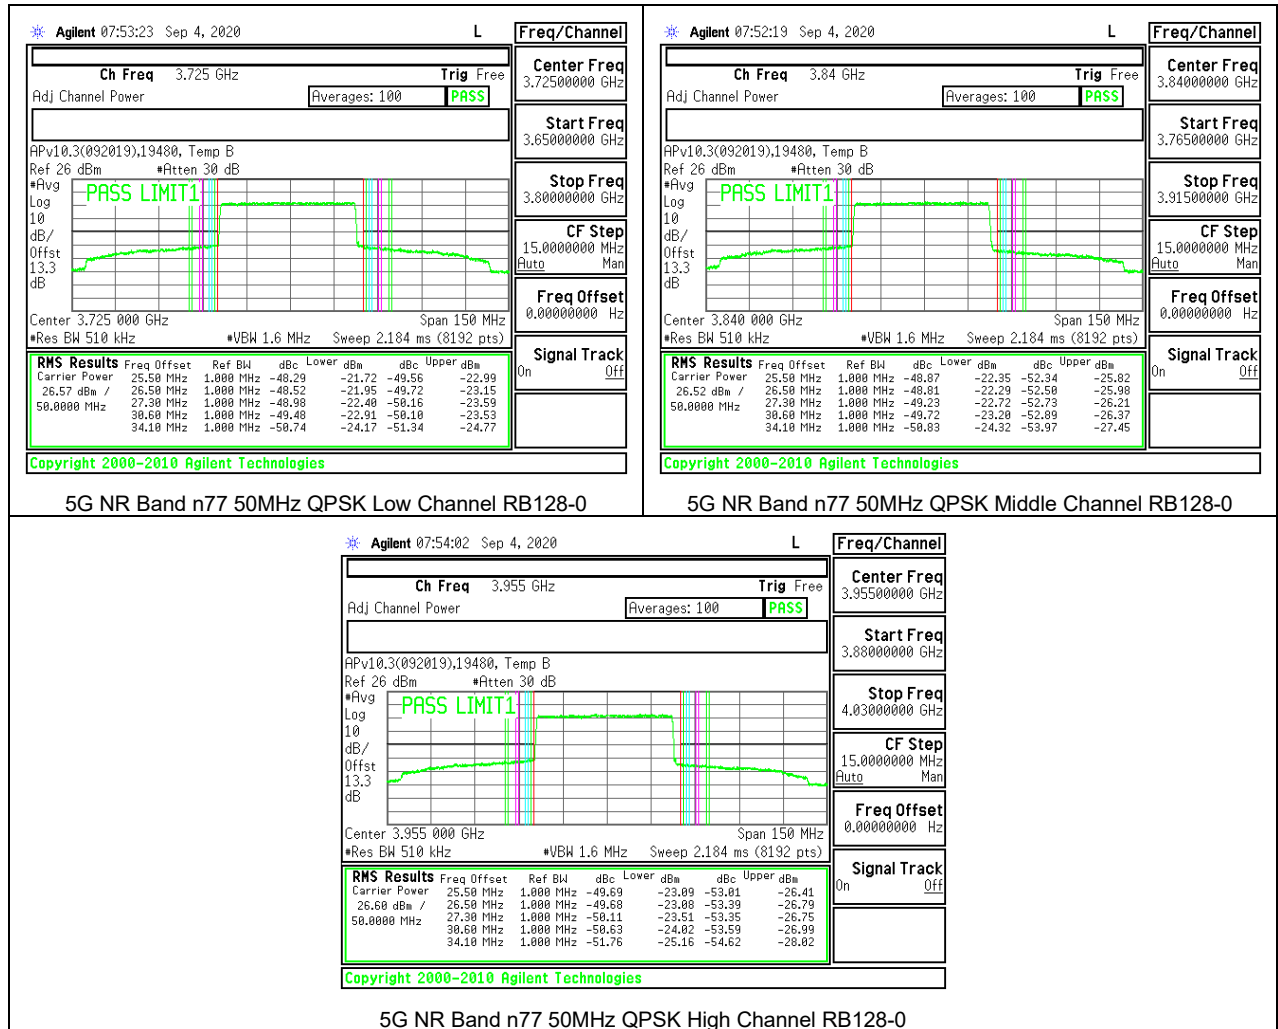 Agilent 07:53:23 Sep 4, 2020 L Freq/Channel
Ch Freq 3.725 GHz Trig Free
Adj Channel Power Averages: 100 PASS
APv10.3(092019),19480, Temp B
Ref 26 dBm #Atten 30 dB
#Avg
Log
10
dB/
Offst
13.3
dB
PASS LIMIT1
Center 3.725 000 GHz Span 150 MHz
#Res BW 510 kHz #VBW 1.6 MHz Sweep 2.184 ms (8192 pts)
RMS Results Freq Offset Ref BW dBc Lower dBm dBc Upper dBm
Carrier Power 25.50 MHz 1.000 MHz -48.29 -21.72 -49.56 -22.99
26.57 dBm / 26.50 MHz 1.000 MHz -48.52 -21.95 -49.72 -23.15
50.0000 MHz 27.30 MHz 1.000 MHz -48.98 -22.40 -50.16 -23.59
30.60 MHz 1.000 MHz -49.48 -22.91 -50.10 -23.53
34.10 MHz 1.000 MHz -50.74 -24.17 -51.34 -24.77
Copyright 2000-2010 Agilent Technologies
Center Freq
3.72500000 GHz
Start Freq
3.65000000 GHz
Stop Freq
3.80000000 GHz
CF Step
15.0000000 MHz
Auto Man
Freq Offset
0.00000000 Hz
Signal Track
On Off
5G NR Band n77 50MHz QPSK Low Channel RB128-0
Agilent 07:52:19 Sep 4, 2020 L Freq/Channel
Ch Freq 3.84 GHz Trig Free
Adj Channel Power Averages: 100 PASS
APv10.3(092019),19480, Temp B
Ref 26 dBm #Atten 30 dB
#Avg
Log
10
dB/
Offst
13.3
dB
PASS LIMIT1
Center 3.840 000 GHz Span 150 MHz
#Res BW 510 kHz #VBW 1.6 MHz Sweep 2.184 ms (8192 pts)
RMS Results Freq Offset Ref BW dBc Lower dBm dBc Upper dBm
Carrier Power 25.50 MHz 1.000 MHz -48.87 -22.35 -52.34 -25.82
26.52 dBm / 26.50 MHz 1.000 MHz -48.81 -22.29 -52.50 -25.98
50.0000 MHz 27.30 MHz 1.000 MHz -49.23 -22.72 -52.73 -26.21
30.60 MHz 1.000 MHz -49.72 -23.20 -52.89 -26.37
34.10 MHz 1.000 MHz -50.83 -24.32 -53.97 -27.45
Copyright 2000-2010 Agilent Technologies
Center Freq
3.84000000 GHz
Start Freq
3.76500000 GHz
Stop Freq
3.91500000 GHz
CF Step
15.0000000 MHz
Auto Man
Freq Offset
0.00000000 Hz
Signal Track
On Off
5G NR Band n77 50MHz QPSK Middle Channel RB128-0
Agilent 07:54:02 Sep 4, 2020 L Freq/Channel
Ch Freq 3.955 GHz Trig Free
Adj Channel Power Averages: 100 PASS
APv10.3(092019),19480, Temp B
Ref 26 dBm #Atten 30 dB
#Avg
Log
10
dB/
Offst
13.3
dB
PASS LIMIT1
Center 3.955 000 GHz Span 150 MHz
#Res BW 510 kHz #VBW 1.6 MHz Sweep 2.184 ms (8192 pts)
RMS Results Freq Offset Ref BW dBc Lower dBm dBc Upper dBm
Carrier Power 25.50 MHz 1.000 MHz -49.69 -23.09 -53.01 -26.41
26.60 dBm / 26.50 MHz 1.000 MHz -49.68 -23.08 -53.39 -26.79
50.0000 MHz 27.30 MHz 1.000 MHz -50.11 -23.51 -53.35 -26.75
30.60 MHz 1.000 MHz -50.63 -24.02 -53.59 -26.99
34.10 MHz 1.000 MHz -51.76 -25.16 -54.62 -28.02
Copyright 2000-2010 Agilent Technologies
Center Freq
3.95500000 GHz
Start Freq
3.88000000 GHz
Stop Freq
4.03000000 GHz
CF Step
15.0000000 MHz
Auto Man
Freq Offset
0.00000000 Hz
Signal Track
On Off
5G NR Band n77 50MHz QPSK High Channel RB128-0